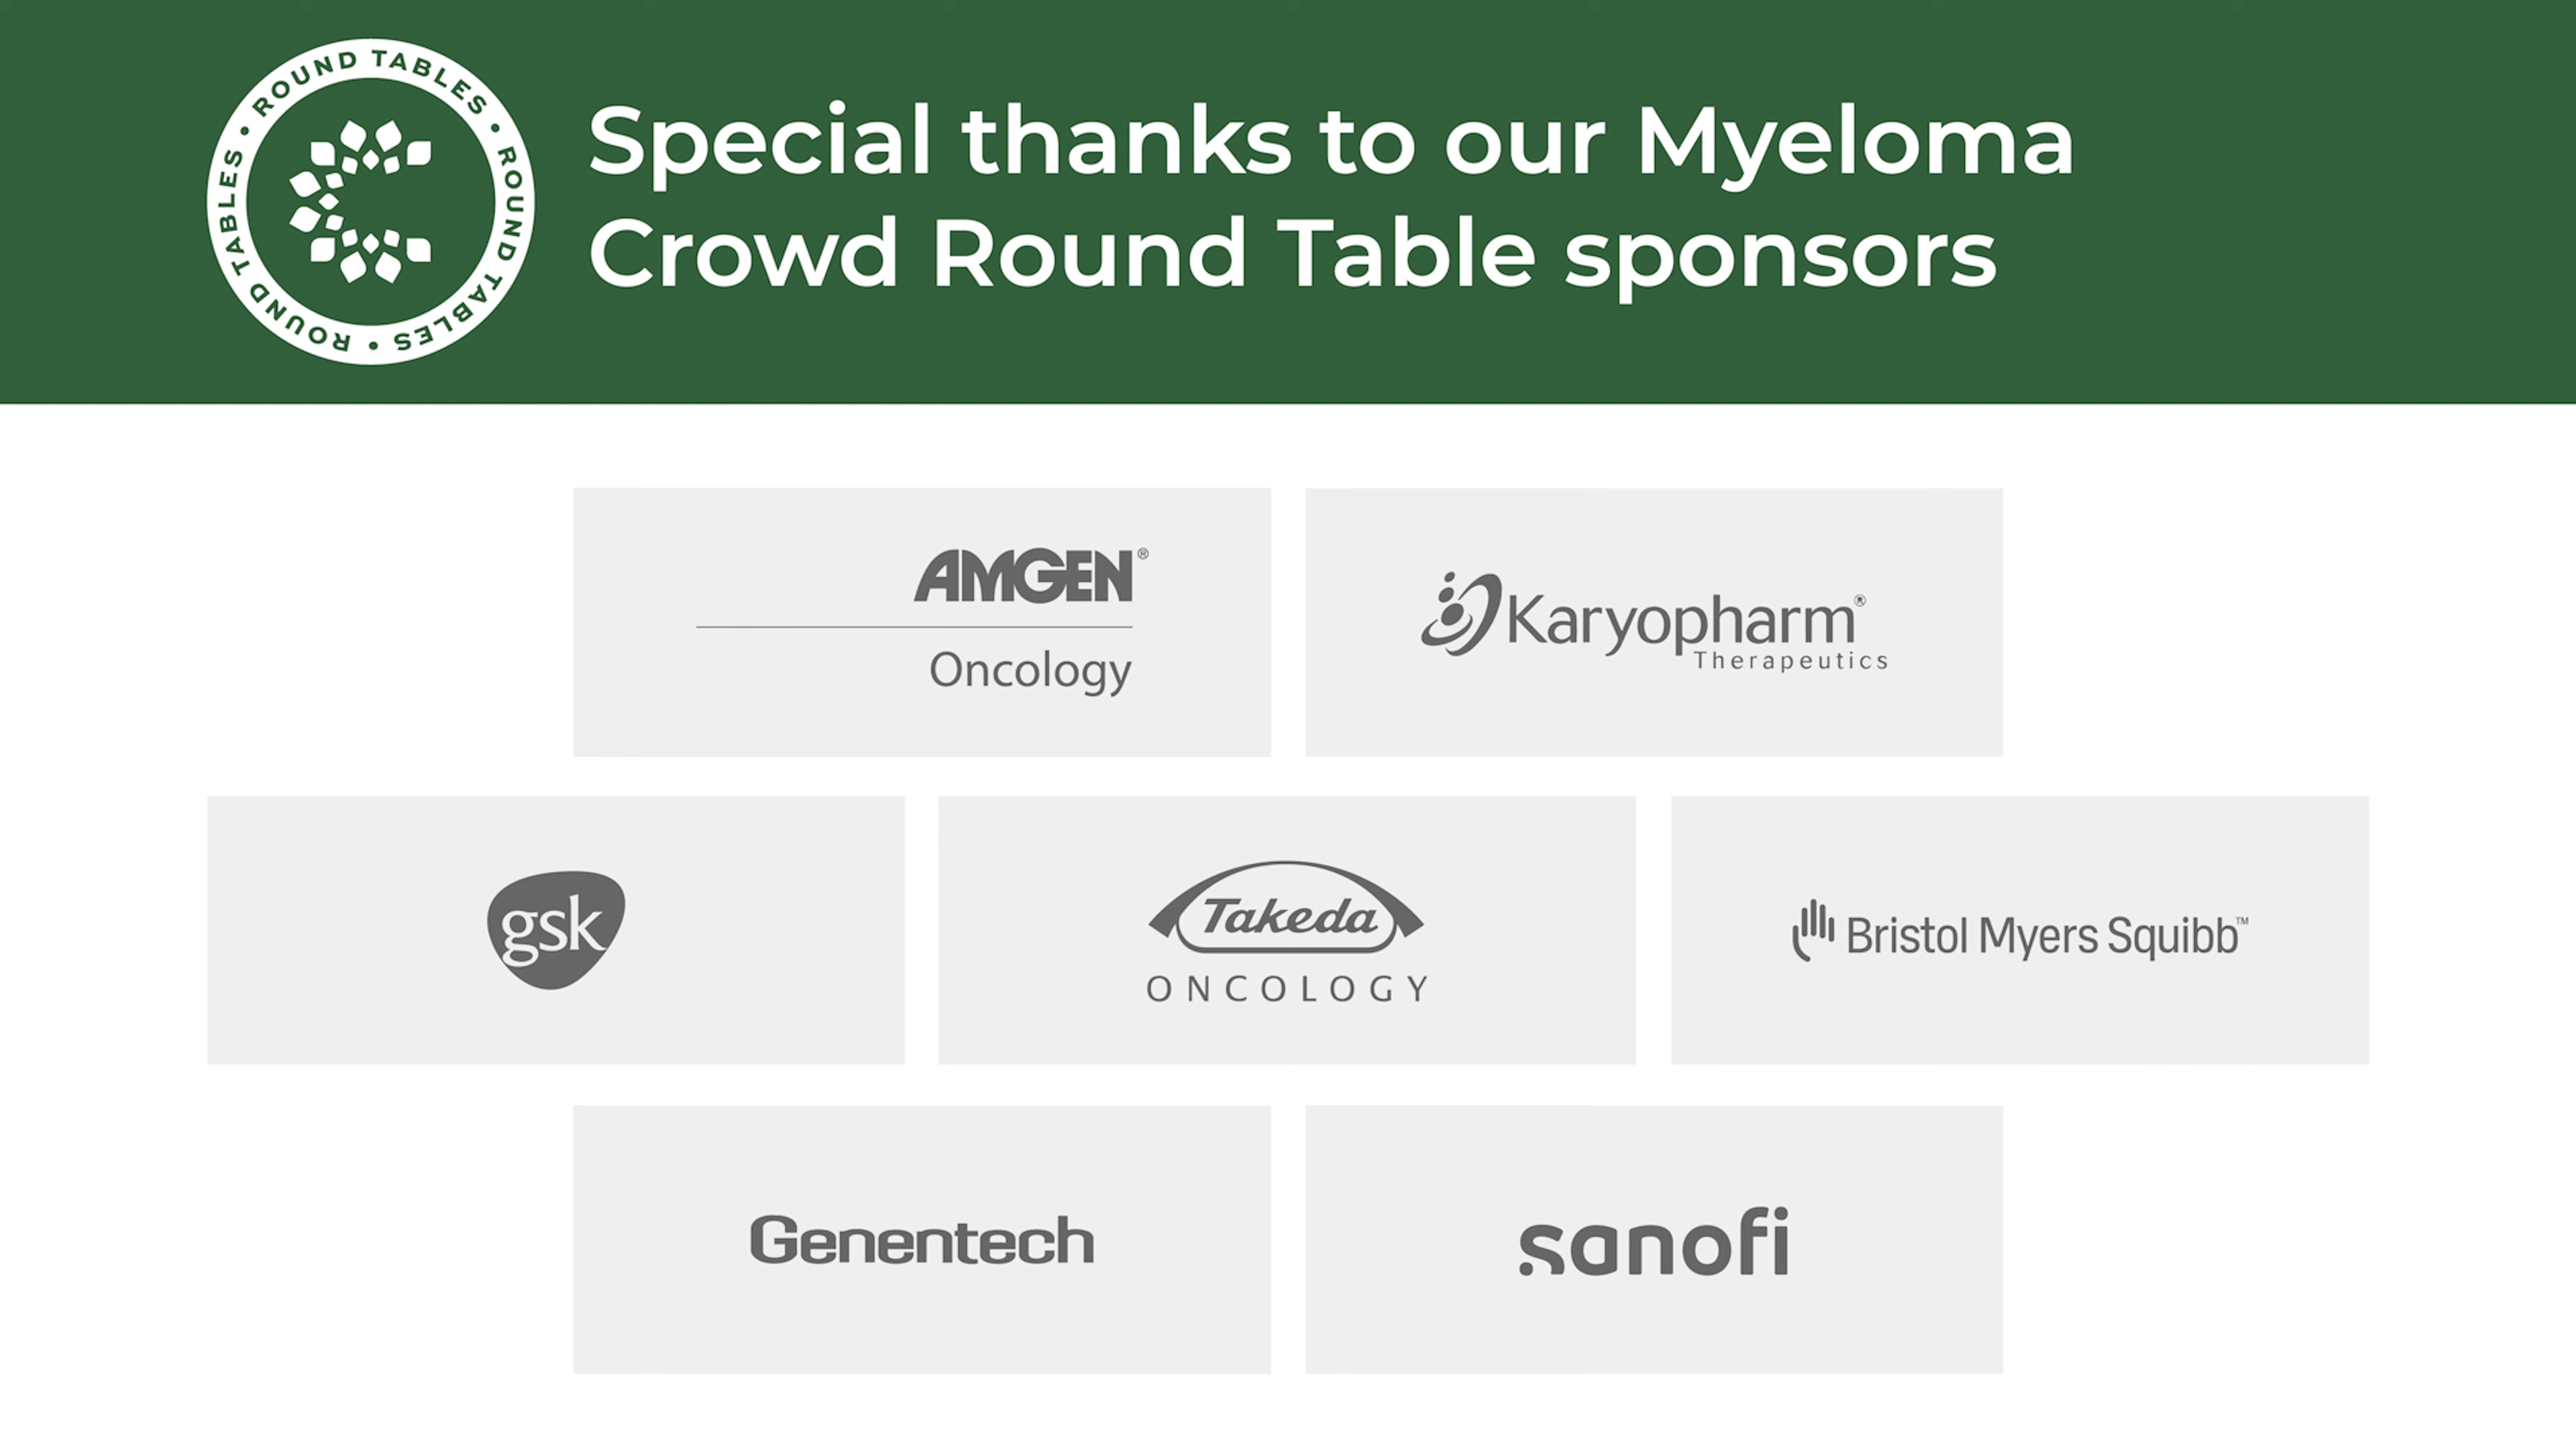 ROUND TABLES • ROUND TABLES • ROUND TABLES •
Special thanks to our Myeloma
Crowd Round Table sponsors
AMGEN®
Oncology
Karyopharm®
Therapeutics
gsk
Takeda
ONCOLOGY
Bristol Myers Squibb™
Genentech
sanofi